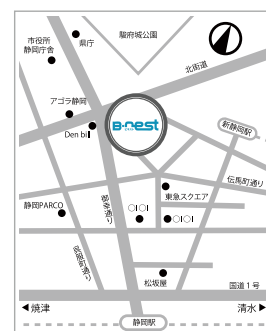 駿府城公園
市役所
静岡庁舎
県庁
北街道
アゴラ静岡
B-nest
Den bill
新静岡駅
伝馬町通り
東急スクエア
静岡PARCO
御幸通り
○I○I
○I○I
呉服町通り
松坂屋
国道1号
◀焼津
清水▶
静岡駅